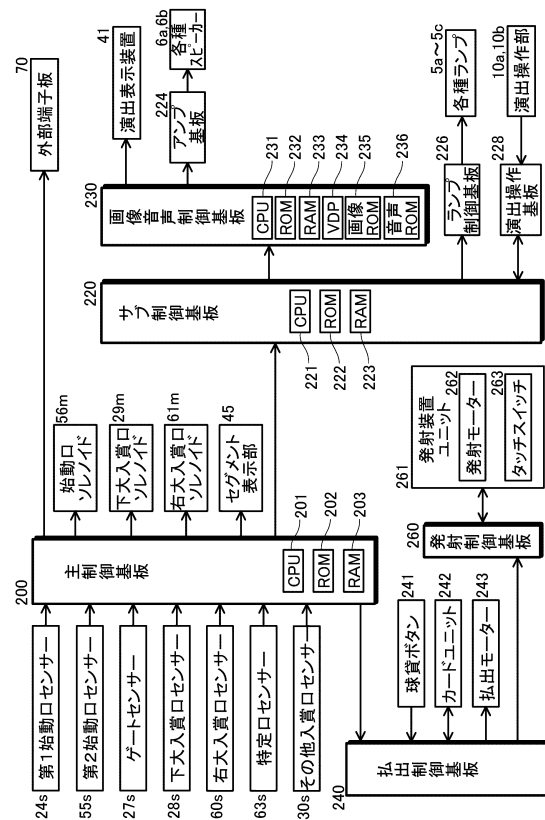 24s
第1始動口センサー
55s
第2始動口センサー
27s
ゲートセンサー
28s
下大入賞口センサー
60s
右大入賞口センサー
63s
特定口センサー
30s
その他入賞口センサー
200
主制御基板
CPU
201
ROM
202
RAM
203
70
外部端子板
56m
始動口
ソレノイド
29m
下大入賞口
ソレノイド
61m
右大入賞口
ソレノイド
45
セグメント
表示部
220
サブ制御基板
CPU
221
ROM
222
RAM
223
230
画像音声制御基板
CPU
231
ROM
232
RAM
233
VDP
234
画像
ROM
235
音声
ROM
236
41
演出表示装置
224
アンプ
基板
6a,6b
各種
スピーカー
226
ランプ
制御基板
5a～5c
各種ランプ
228
演出操作
基板
10a,10b
演出操作部
240
払出制御基板
241
球貸ボタン
242
カードユニット
243
払出モーター
260
発射制御基板
261
発射装置
ユニット
262
発射モーター
263
タッチスイッチ